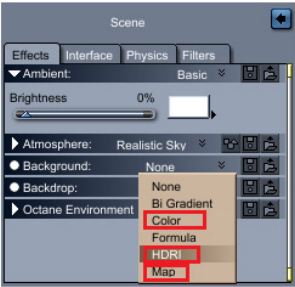 Scene
Effects Interface Physics Filters
Ambient: Basic
Brightness 0%
Atmosphere: Realistic Sky
Background: None
Backdrop:
Octane Environment
None
Bi Gradient
Color
Formula
HDRI
Map